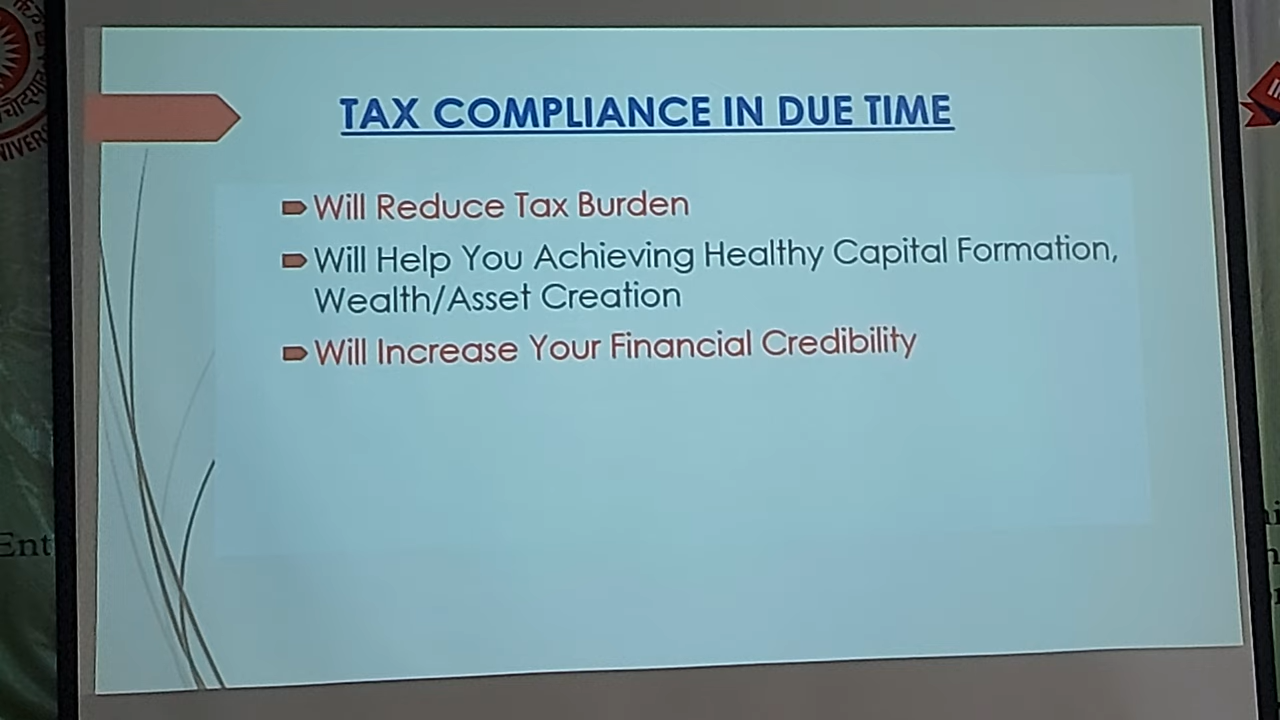 TAX COMPLIANCE IN DUE TIME
Will Reduce Tax Burden
Will Help You Achieving Healthy Capital Formation,
Wealth/Asset Creation
Will Increase Your Financial Credibility